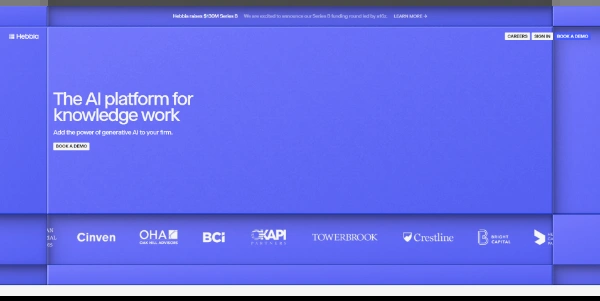 Hebbia raises $130M Series B We are excited to announce our Series B funding round led by a16z. LEARN MORE →
Hebbia
CAREERS SIGN IN BOOK A DEMO
The AI platform for
knowledge work
Add the power of generative AI to your firm.
BOOK A DEMO
Cinven
OHA
OAK HILL ADVISORS
BCi
KAPI
PARTNERS
TOWERBROOK
Crestline
BRIGHT
CAPITAL